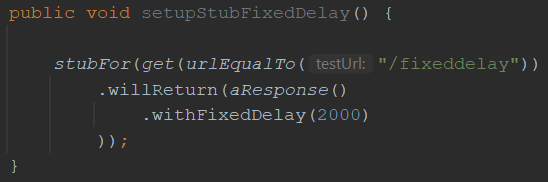 public void setupStubFixedDelay() {
stubFor(get(urlEqualTo( testUrl: "/fixeddelay"))
.willReturn(aResponse()
.withFixedDelay(2000)
));
}